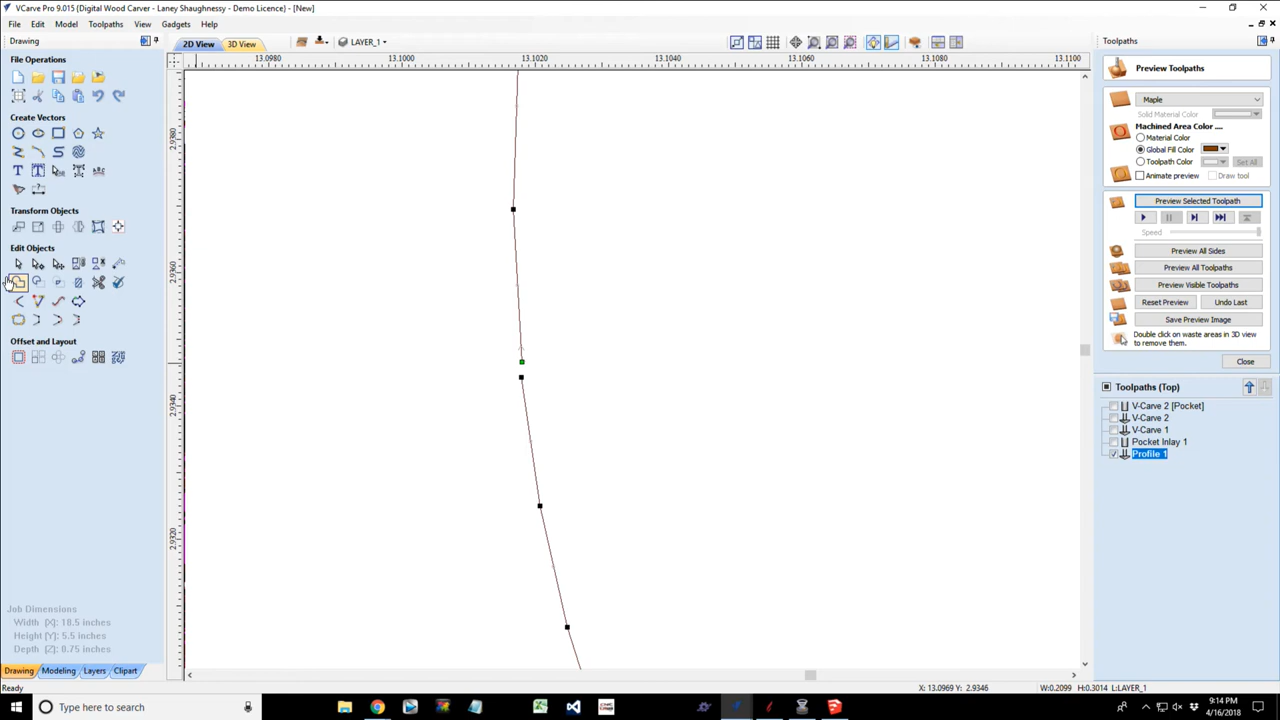 VCarve Pro 9.015 {Digital Wood Carver - Laney Shaughnessy - Demo Licence} - [New]
File Edit Model Toolpaths View Gadgets Help
Drawing
2D View 3D View LAYER_1
Toolpaths
File Operations
Create Vectors
Transform Objects
Edit Objects
Offset and Layout
Job Dimensions
Width (X): 18.5 inches
Height (Y): 5.5 inches
Depth (Z): 0.75 inches
Drawing Modeling Layers Clipart
Ready
13.0980 13.1000 13.1020 13.1040 13.1060 13.1080 13.1100
2.9380
2.9360
2.9340
2.9320
Preview Toolpaths
Maple
Solid Material Color
Machined Area Color ....
Material Color
Global Fill Color
Toolpath Color Set All
Animate preview Draw tool
Preview Selected Toolpath
Speed
Preview All Sides
Preview All Toolpaths
Preview Visible Toolpaths
Reset Preview Undo Last
Save Preview Image
Double click on waste areas in 3D view
to remove them.
Close
Toolpaths (Top)
V-Carve 2 [Pocket]
V-Carve 2
V-Carve 1
Pocket Inlay 1
Profile 1
X: 13.0969 Y: 2.9346 W:0.2099 H:0.3014 L:LAYER_1
Type here to search
9:14 PM
4/16/2018